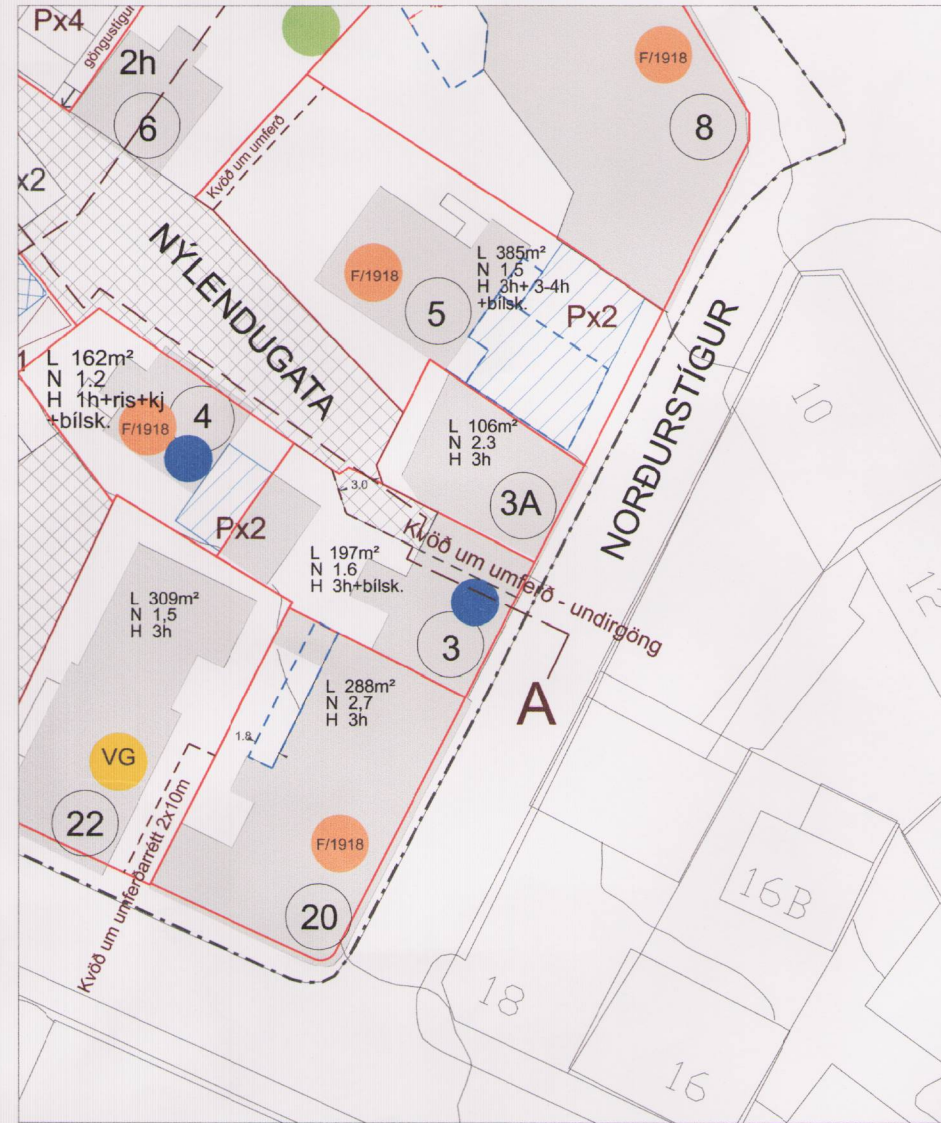 Px4
göngustígur
2h
6
F/1918
8
x2
Kvöð um umferð
NÝLENDUGATA
F/1918
5
L 385m²
N 1,5
H 3h+ 3-4h
+bílsk.
Px2
NORÐURSTÍGUR
10
1
L 162m²
N 1.2
H 1h+ris+kj
+bílsk.
F/1918
4
L 106m²
N 2.3
H 3h
3A
3.0
Px2
Kvöð um umferð - undirgöng
L 197m²
N 1.6
H 3h+bílsk.
3
12
L 309m²
N 1,5
H 3h
L 288m²
N 2,7
H 3h
A
1.8
VG
22
Kvöð um umferðarrétt 2x10m
F/1918
20
16B
18
16